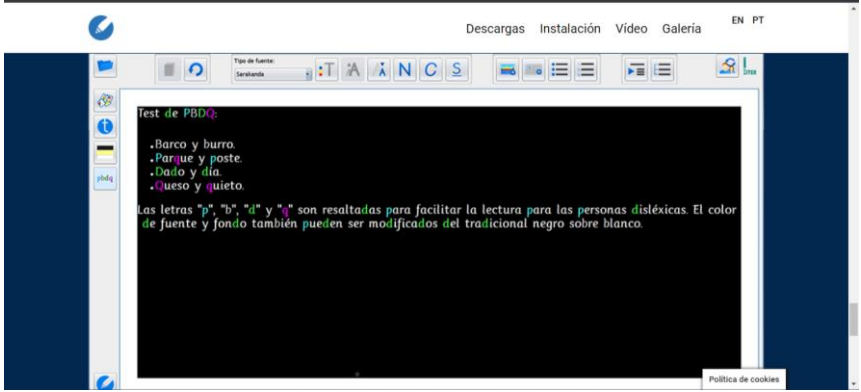 Descargas Instalación Vídeo Galería EN PT
Tipo de fuente:
Sarakanda
:T A A N C S
pbdq
Test de PBDQ:
.Barco y burro.
.Parque y poste.
.Dado y día.
.Queso y quieto.
Las letras "p", "b", "d" y "q" son resaltadas para facilitar la lectura para las personas disléxicas. El color
de fuente y fondo también pueden ser modificados del tradicional negro sobre blanco.
Política de cookies